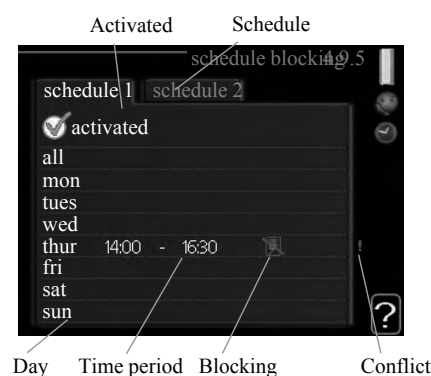 Activated Schedule
schedule blocking 4.9.5
schedule 1 schedule 2
activated
all
mon
tues
wed
thur 14:00 - 16:30 !
fri
sat
sun
?
Day Time period Blocking Conflict